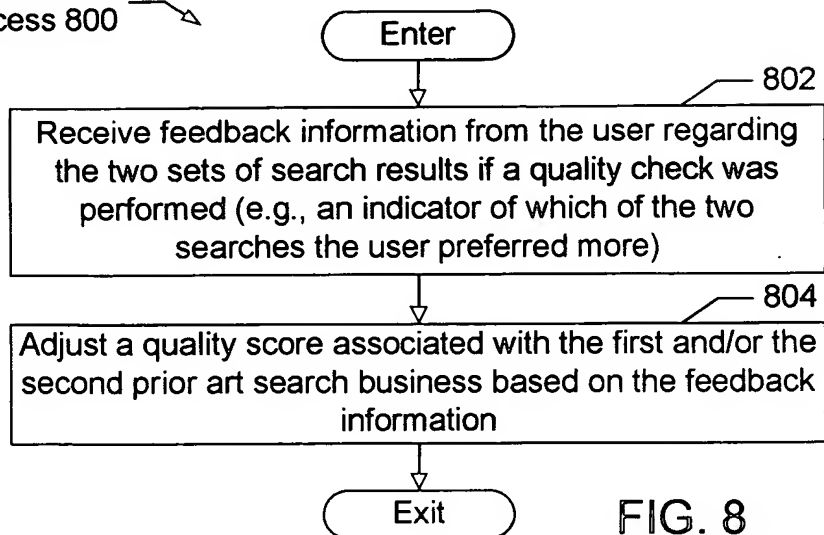 cess 800
Enter
802
Receive feedback information from the user regarding
the two sets of search results if a quality check was
performed (e.g., an indicator of which of the two
searches the user preferred more)
804
Adjust a quality score associated with the first and/or the
second prior art search business based on the feedback
information
Exit
FIG. 8